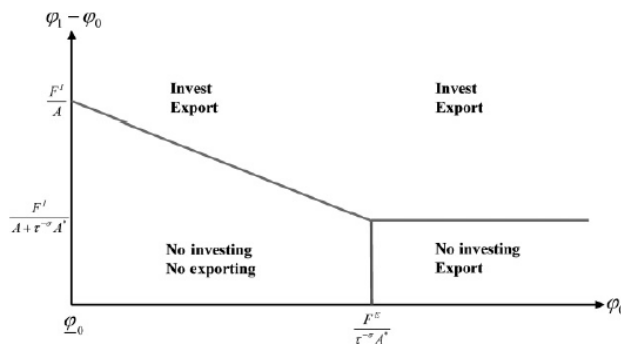 φ₁ − φ₀
Invest
Export
Invest
Export
F^I / A
F^I / (A + τ^{-σ} A^*)
No investing
No exporting
No investing
Export
φ̲₀
F^E / (τ^{-σ} A^*)
φ₀